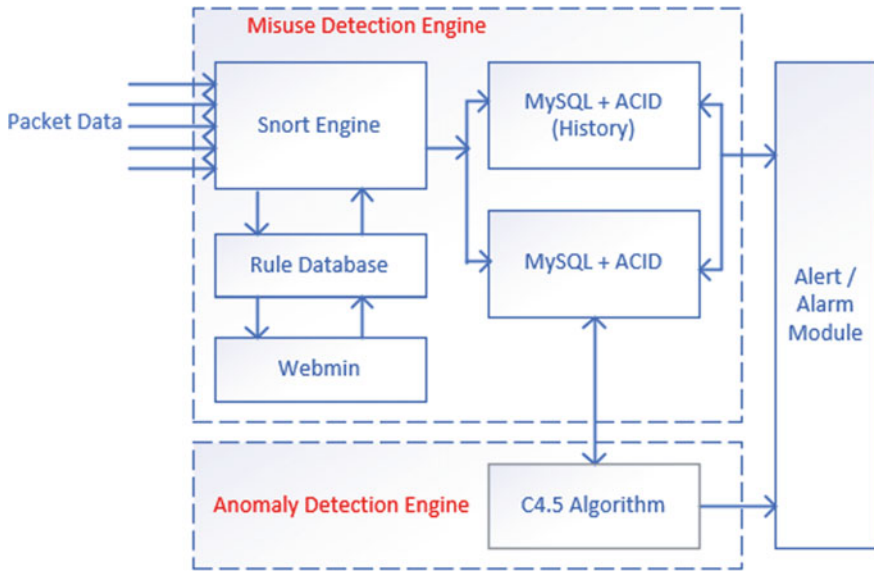 Misuse Detection Engine
Packet Data
Snort Engine
MySQL + ACID
(History)
Rule Database
MySQL + ACID
Webmin
Alert /
Alarm
Module
Anomaly Detection Engine
C4.5 Algorithm